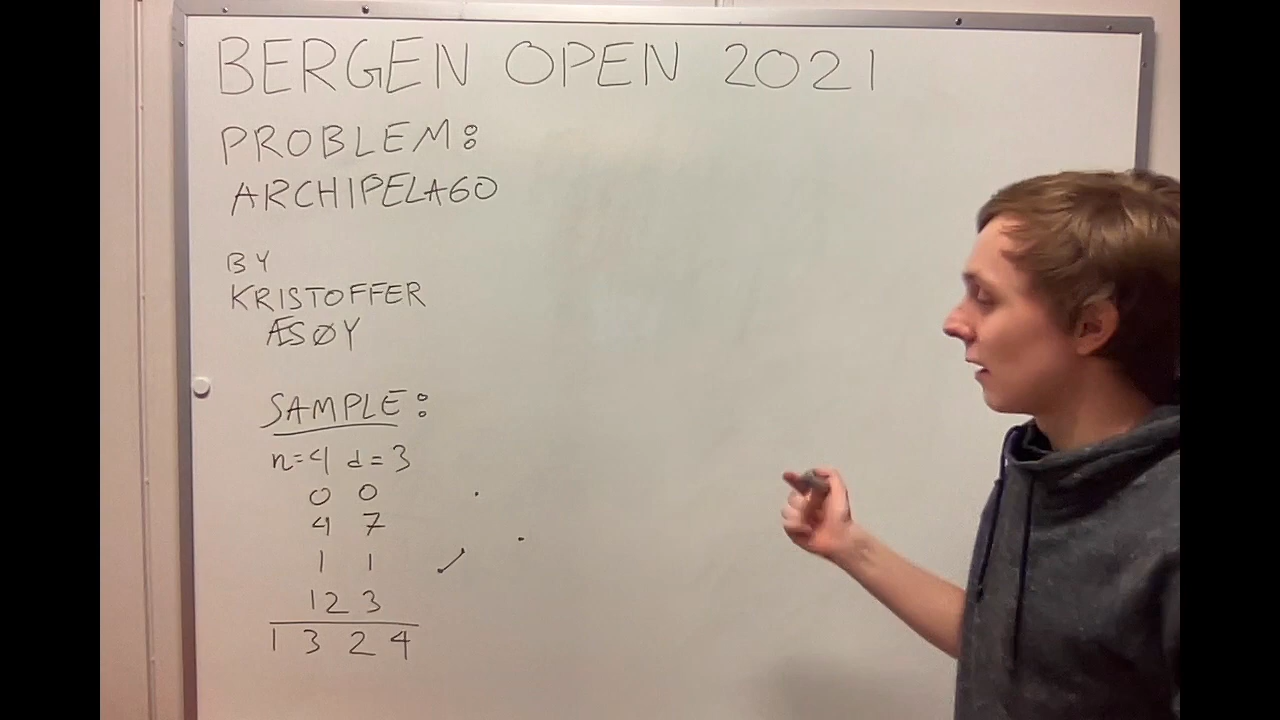 BERGEN OPEN 2021
PROBLEM:
ARCHIPELAGO
BY
KRISTOFFER
ÆSØY
SAMPLE:
n=4 d=3
0 0
4 7
1 1
12 3
1 3 2 4